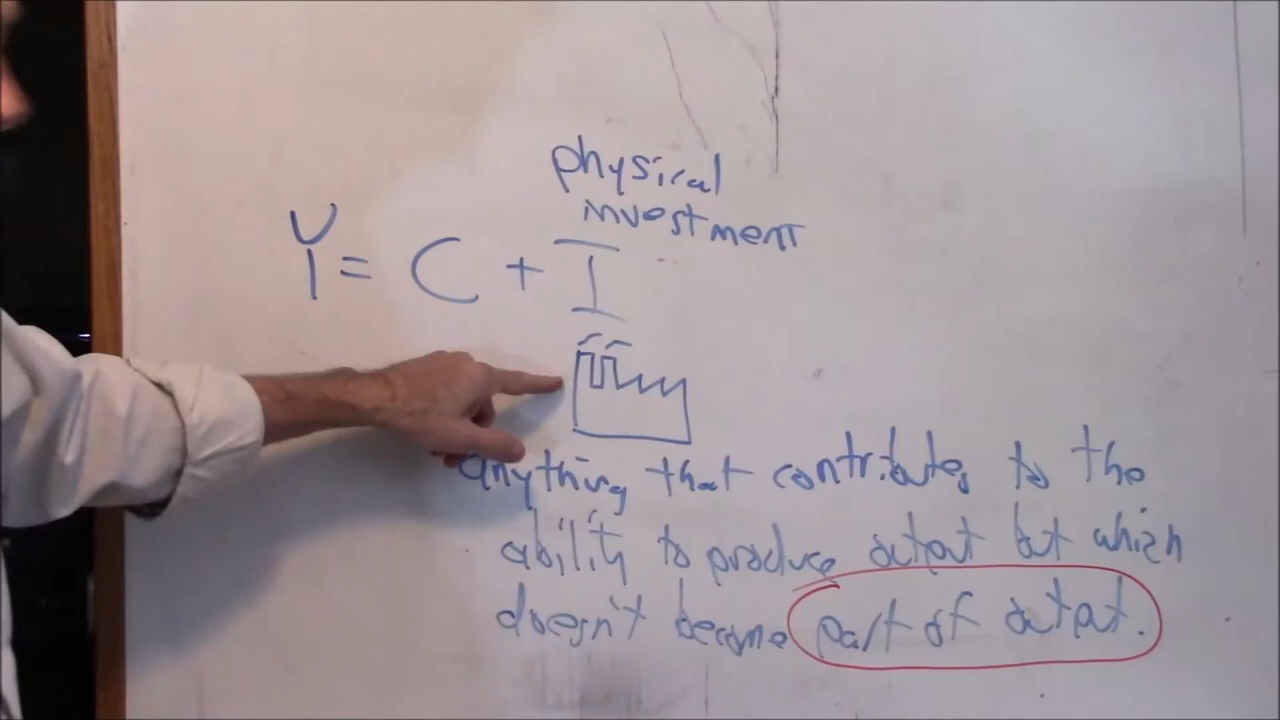 physical
investment
Y = C + I
anything that contributes to the
ability to produce output but which
doesn't become part of output.